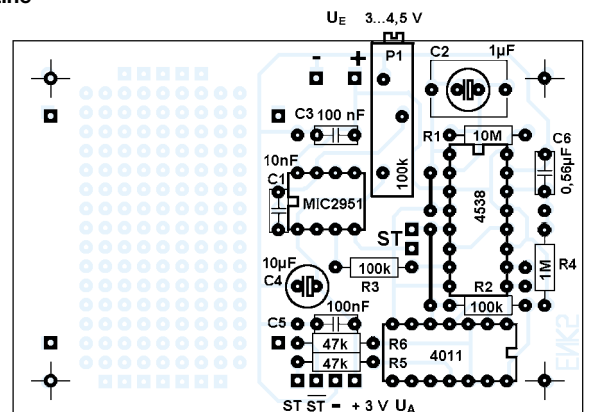 UE 3...4,5 V
- +
P1
C2 1µF
C3 100 nF
R1 10M
C6
0,56µF
10nF
C1
MIC2951
100k
4538
ST
10µF
C4
100k
R3
R2
100k
1M R4
100nF
C5
47k R6
47k R5
4011
ENKS
ST ST - + 3 V UA